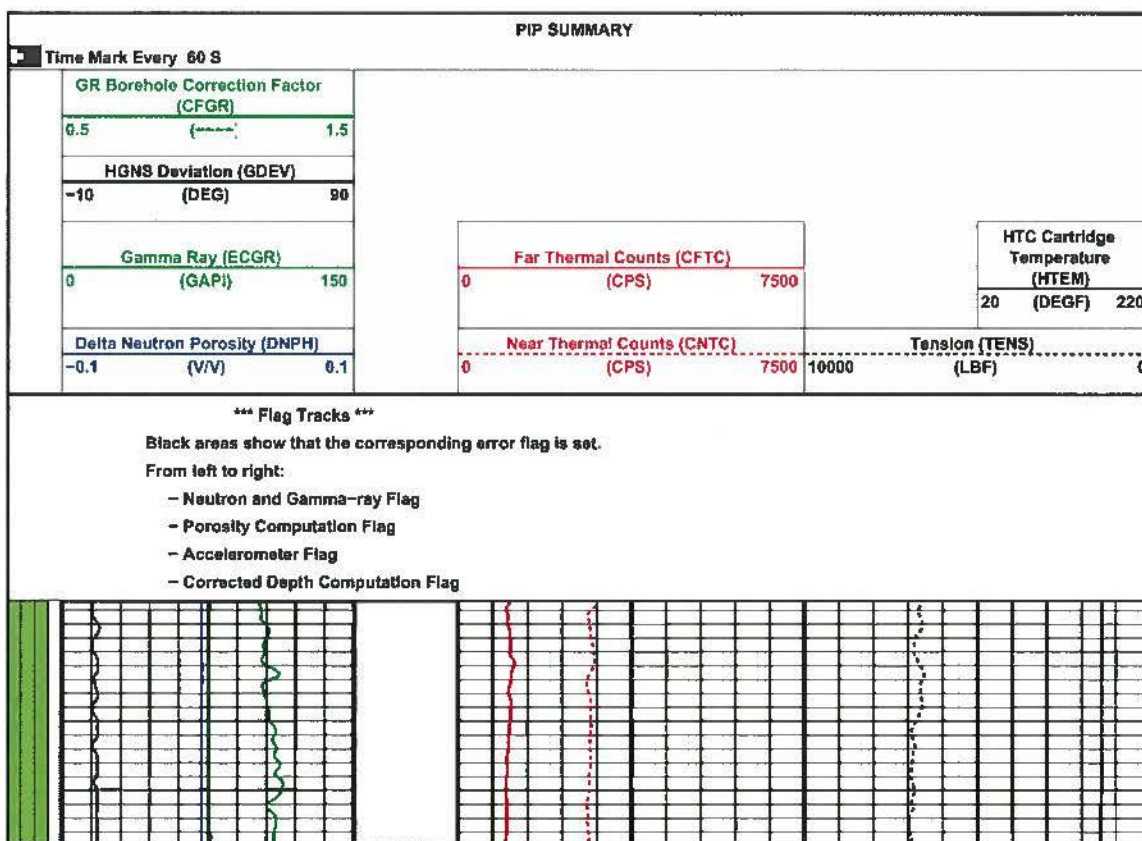 PIP SUMMARY
Time Mark Every 60 S
GR Borehole Correction Factor
(CFGR)
0.5 (----) 1.5
HGNS Deviation (GDEV)
-10 (DEG) 90
Gamma Ray (ECGR)
0 (GAPI) 150
Delta Neutron Porosity (DNPH)
-0.1 (V/V) 0.1
Far Thermal Counts (CFTC)
0 (CPS) 7500
Near Thermal Counts (CNTC)
0 (CPS) 7500
HTC Cartridge
Temperature
(HTEM)
20 (DEGF) 220
Tension (TENS)
10000 (LBF) 0
*** Flag Tracks ***
Black areas show that the corresponding error flag is set.
From left to right:
- Neutron and Gamma-ray Flag
- Porosity Computation Flag
- Accelerometer Flag
- Corrected Depth Computation Flag